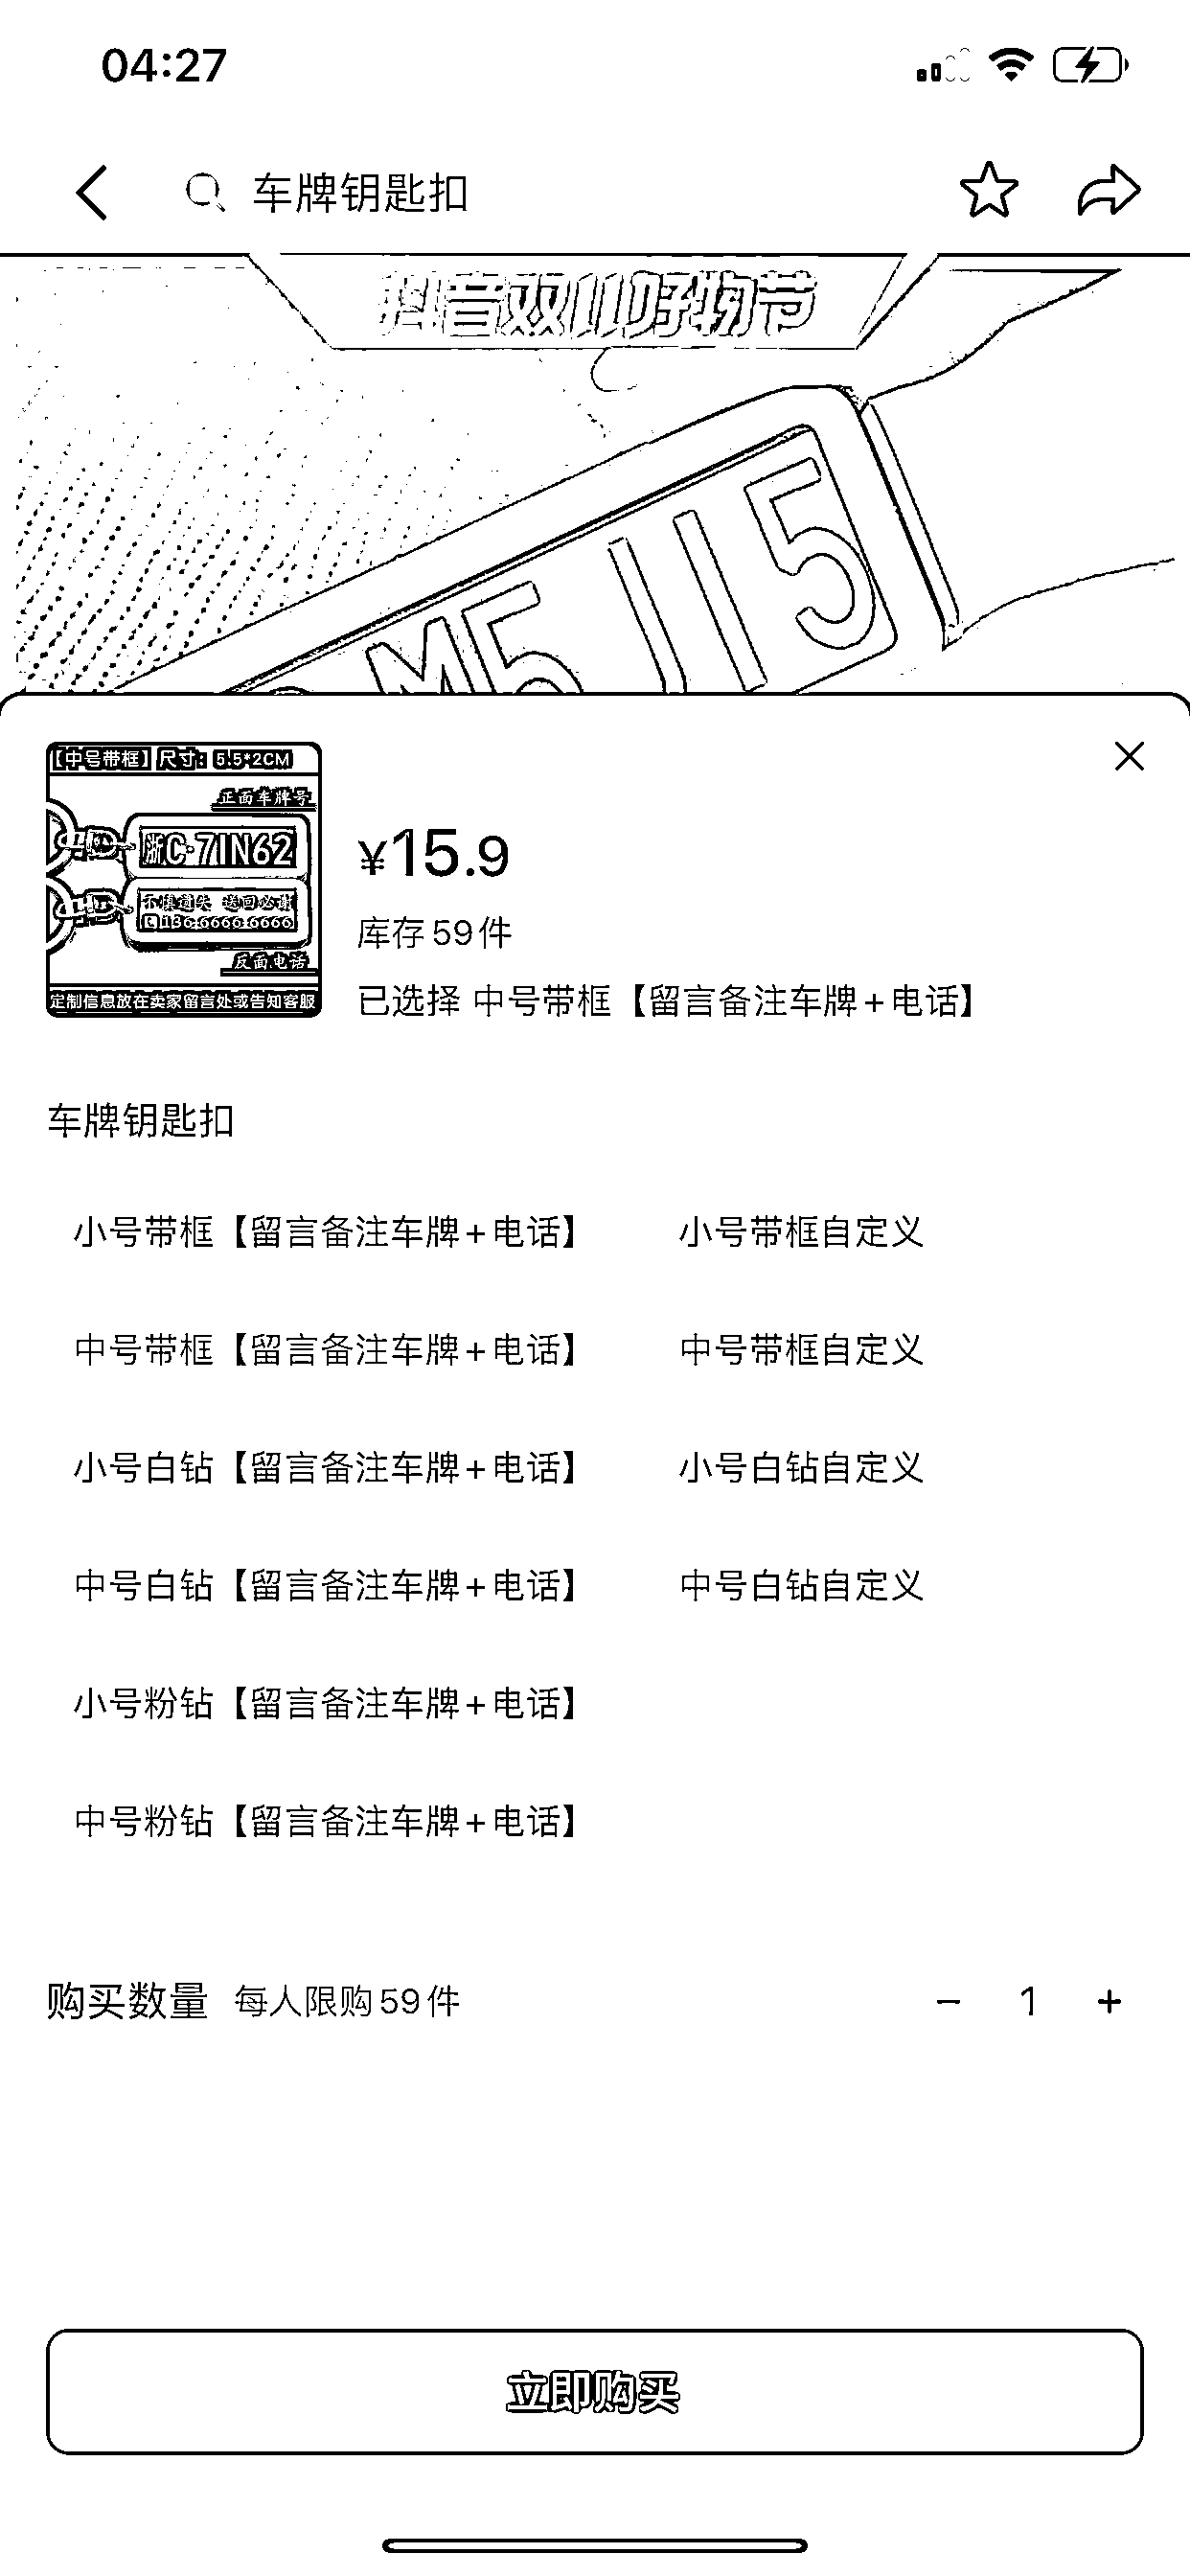 04:27
车牌钥匙扣
抖音双11好物节
M5115
【中号带框】尺寸：5.5*2CM
正面车牌号
浙C·71N62
不慎遗失 送回必谢
136-6666-6666
反面电话
定制信息放在卖家留言处或告知客服
¥15.9
库存 59 件
已选择 中号带框【留言备注车牌+电话】
车牌钥匙扣
小号带框【留言备注车牌+电话】 小号带框自定义
中号带框【留言备注车牌+电话】 中号带框自定义
小号白钻【留言备注车牌+电话】 小号白钻自定义
中号白钻【留言备注车牌+电话】 中号白钻自定义
小号粉钻【留言备注车牌+电话】
中号粉钻【留言备注车牌+电话】
购买数量 每人限购 59 件 − 1 +
立即购买